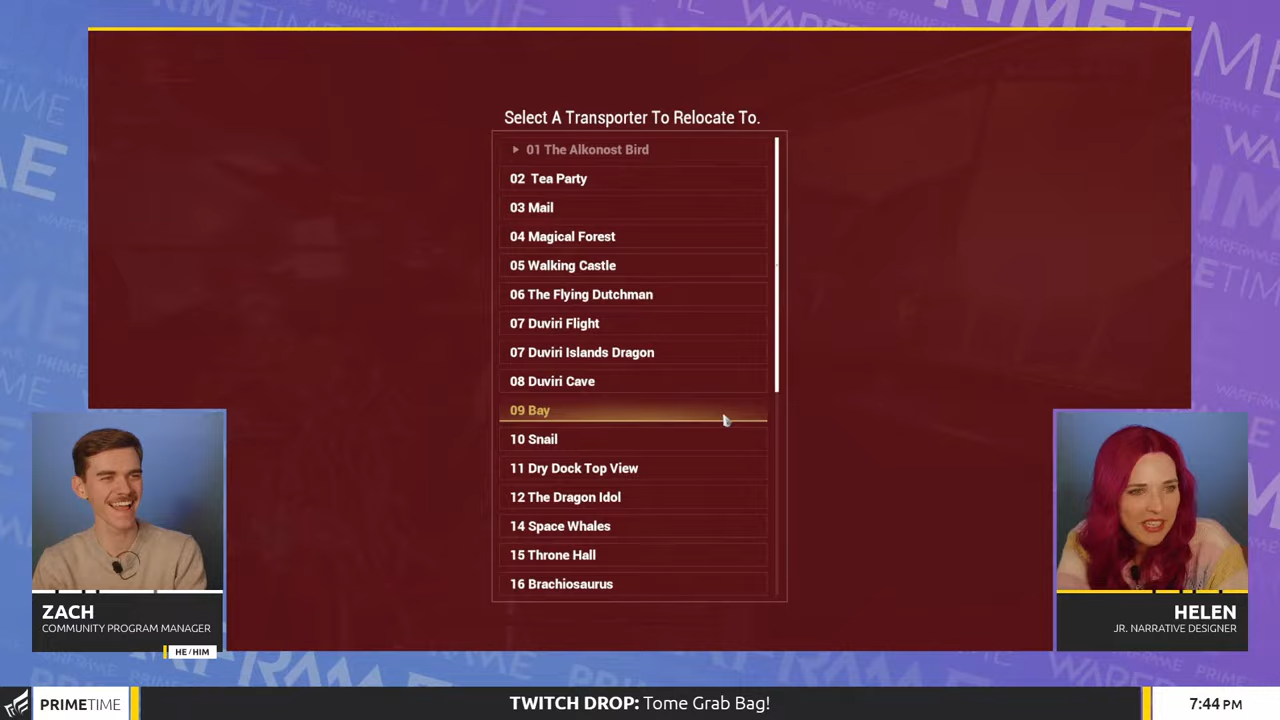 Select A Transporter To Relocate To.
01 The Alkonost Bird
02 Tea Party
03 Mail
04 Magical Forest
05 Walking Castle
06 The Flying Dutchman
07 Duviri Flight
07 Duviri Islands Dragon
08 Duviri Cave
09 Bay
10 Snail
11 Dry Dock Top View
12 The Dragon Idol
14 Space Whales
15 Throne Hall
16 Brachiosaurus
ZACH
COMMUNITY PROGRAM MANAGER
HE/HIM
HELEN
JR. NARRATIVE DESIGNER
PRIMETIME
TWITCH DROP: Tome Grab Bag!
7:44 PM